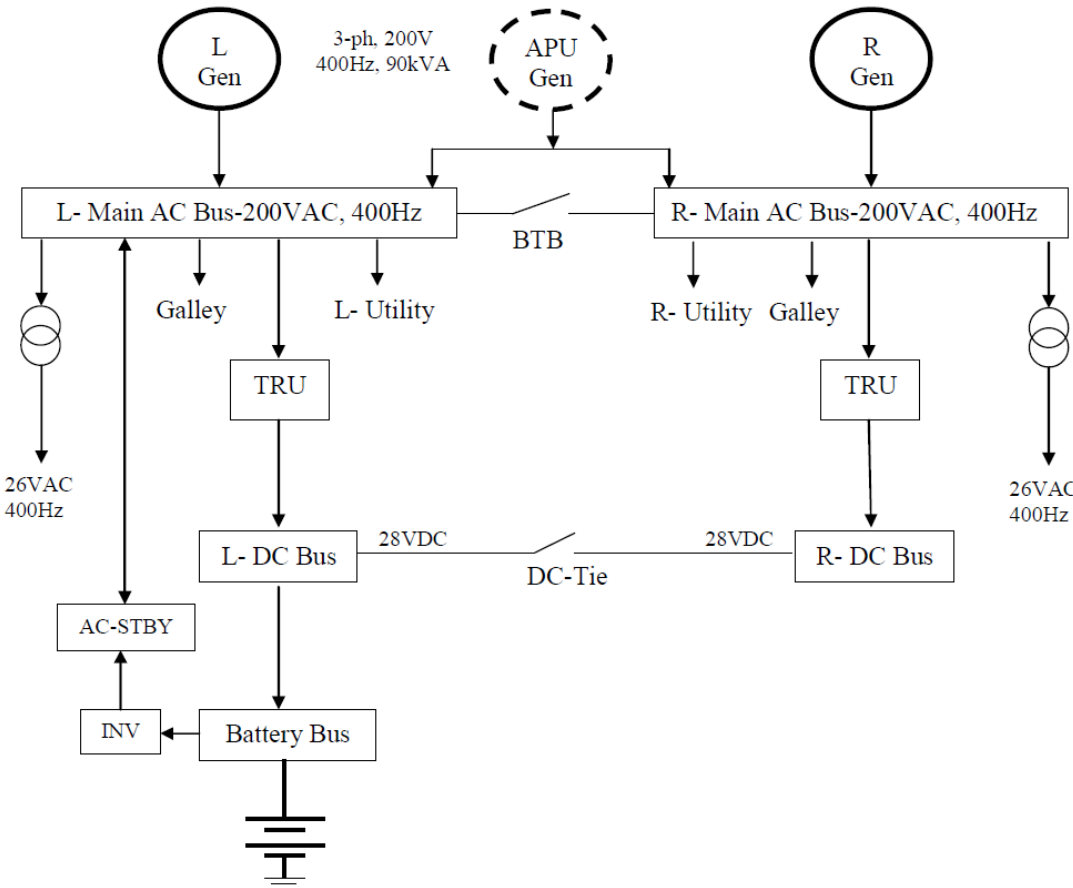 L
Gen
3-ph, 200V
400Hz, 90kVA
APU
Gen
R
Gen
L- Main AC Bus-200VAC, 400Hz
BTB
R- Main AC Bus-200VAC, 400Hz
Galley
L- Utility
R- Utility
Galley
TRU
TRU
26VAC
400Hz
26VAC
400Hz
L- DC Bus
28VDC
DC-Tie
28VDC
R- DC Bus
AC-STBY
INV
Battery Bus